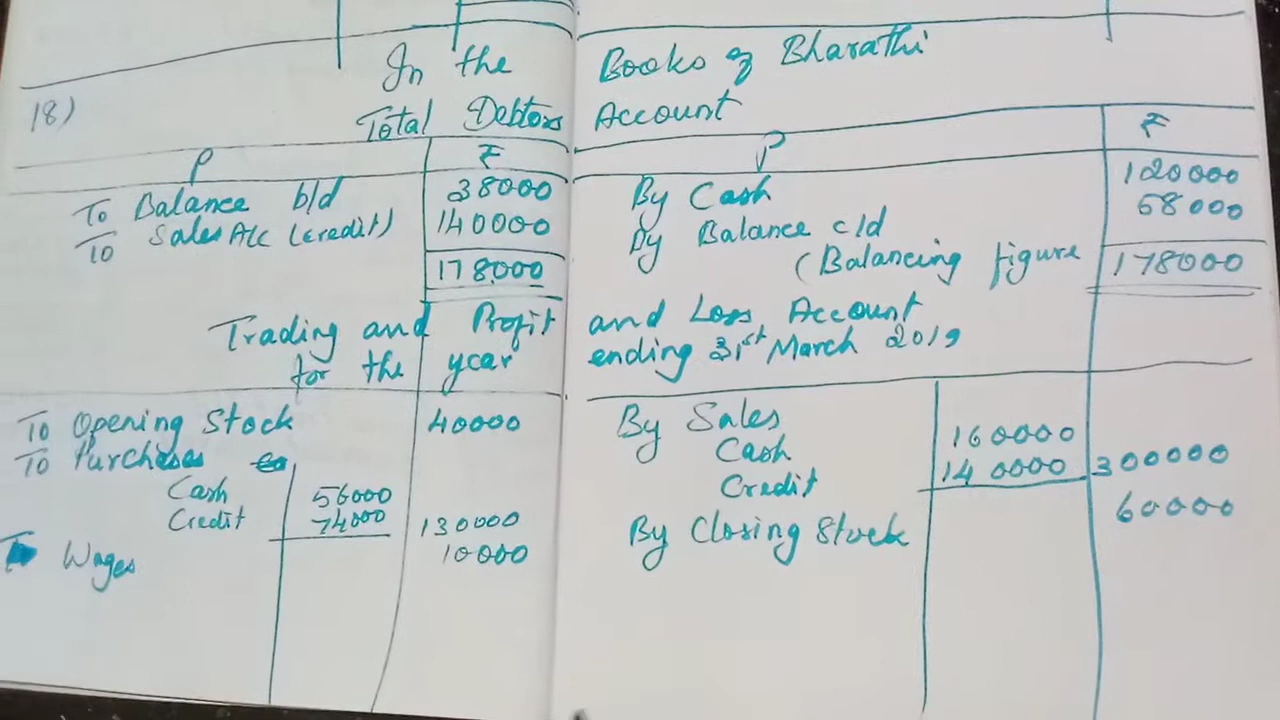 In the Books of Bharathi
18) Total Debtors Account
P ₹ P ₹
To Balance b/d 38000 By Cash 120000
To Sales A/c (credit) 140000 By Balance c/d 58000
178000 (Balancing figure 178000
Trading and Profit and Loss Account
for the year ending 31st March 2019
To Opening Stock 40000 By Sales
To Purchases Cash 160000
Cash 56000 Credit 140000 300000
Credit 74000 130000 By Closing Stock 60000
To Wages 10000